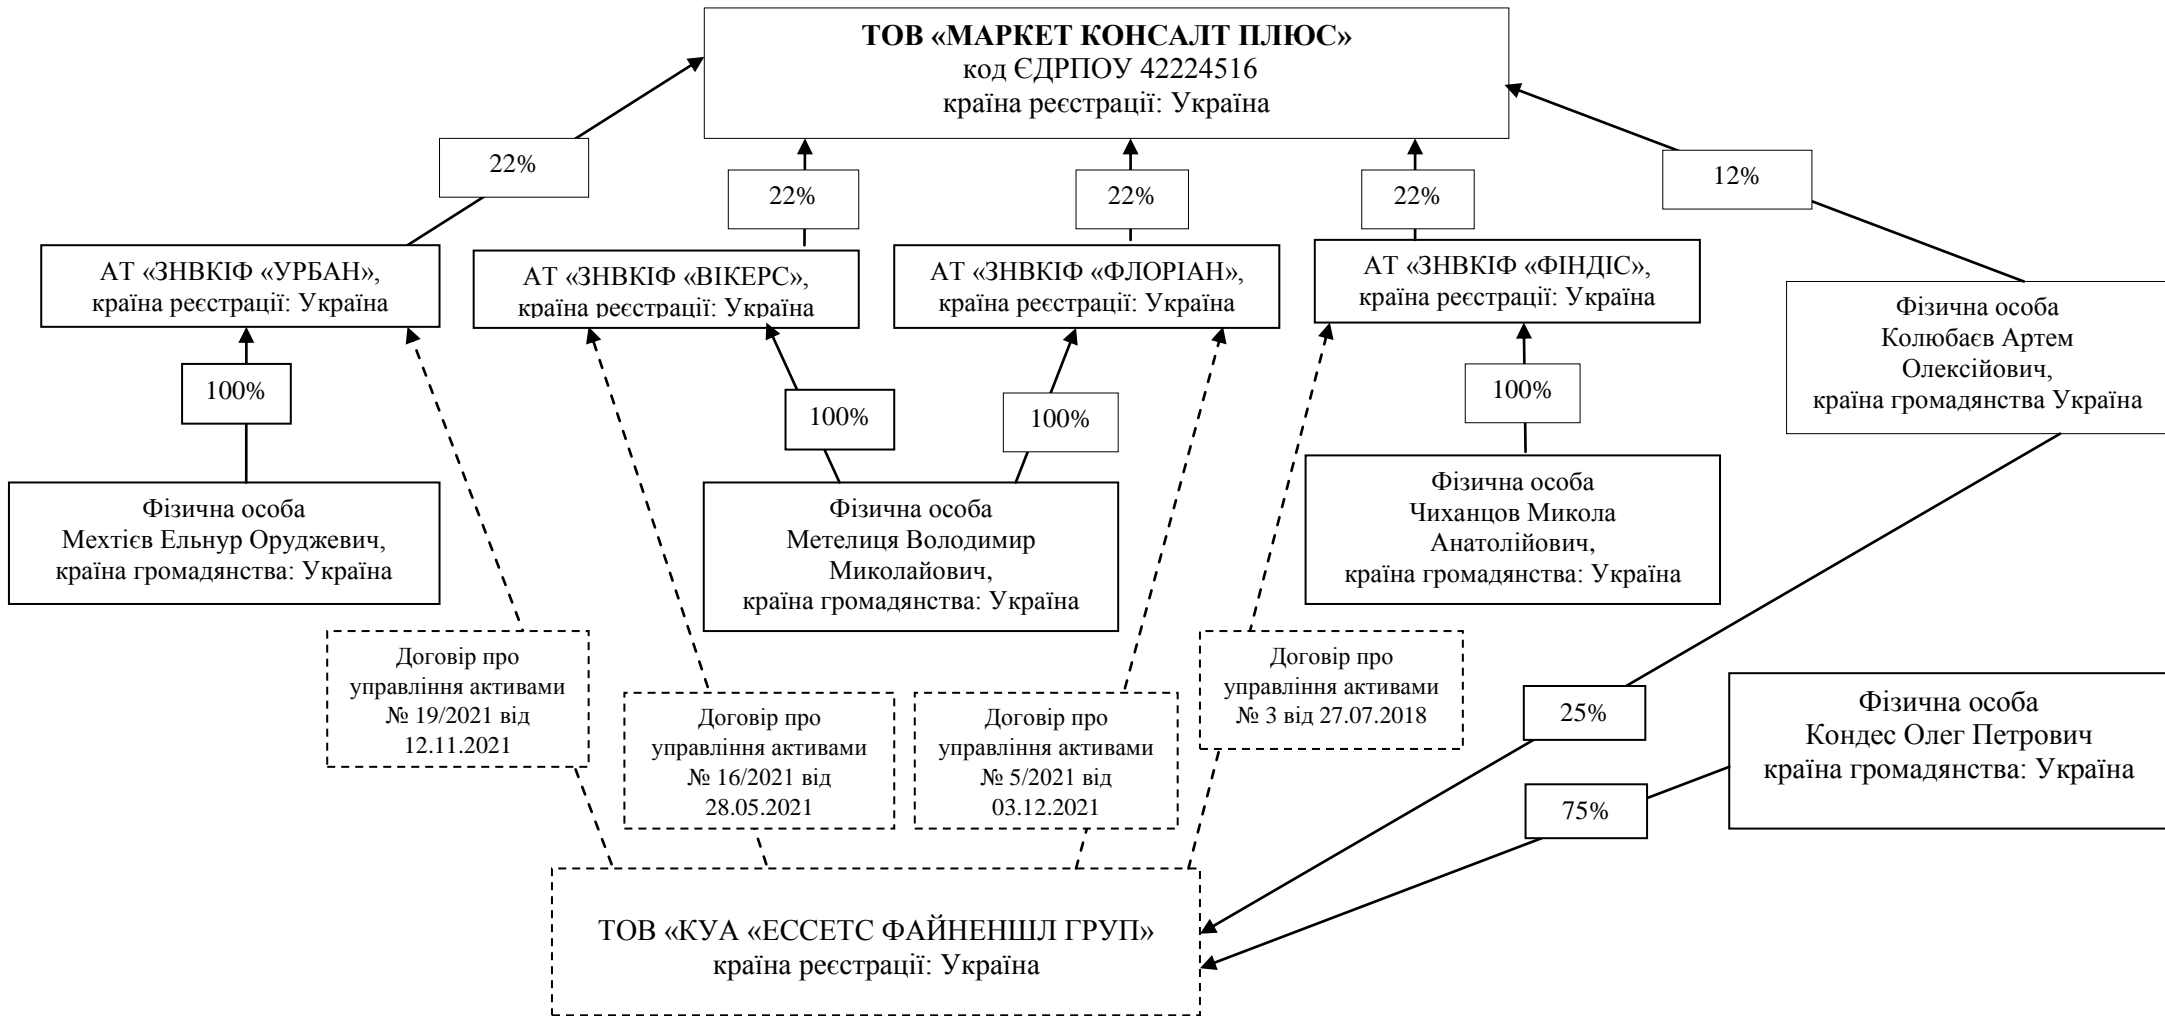 ТОВ «МАРКЕТ КОНСАЛТ ПЛЮС»
код ЄДРПОУ 42224516
країна реєстрації: Україна
22%
22%
22%
22%
12%
АТ «ЗНВКІФ «УРБАН»,
країна реєстрації: Україна
АТ «ЗНВКІФ «ВІКЕРС»,
країна реєстрації: Україна
АТ «ЗНВКІФ «ФЛОРІАН»,
країна реєстрації: Україна
АТ «ЗНВКІФ «ФІНДІС»,
країна реєстрації: Україна
Фізична особа
Колюбаєв Артем
Олексійович,
країна громадянства Україна
100%
100%
100%
100%
Фізична особа
Мехтієв Ельнур Оруджевич,
країна громадянства: Україна
Фізична особа
Метелиця Володимир
Миколайович,
країна громадянства: Україна
Фізична особа
Чиханцов Микола
Анатолійович,
країна громадянства: Україна
Договір про
управління активами
№ 19/2021 від
12.11.2021
Договір про
управління активами
№ 16/2021 від
28.05.2021
Договір про
управління активами
№ 5/2021 від
03.12.2021
Договір про
управління активами
№ 3 від 27.07.2018
25%
75%
Фізична особа
Кондес Олег Петрович
країна громадянства: Україна
ТОВ «КУА «ЕССЕТС ФАЙНЕНШЛ ГРУП»
країна реєстрації: Україна